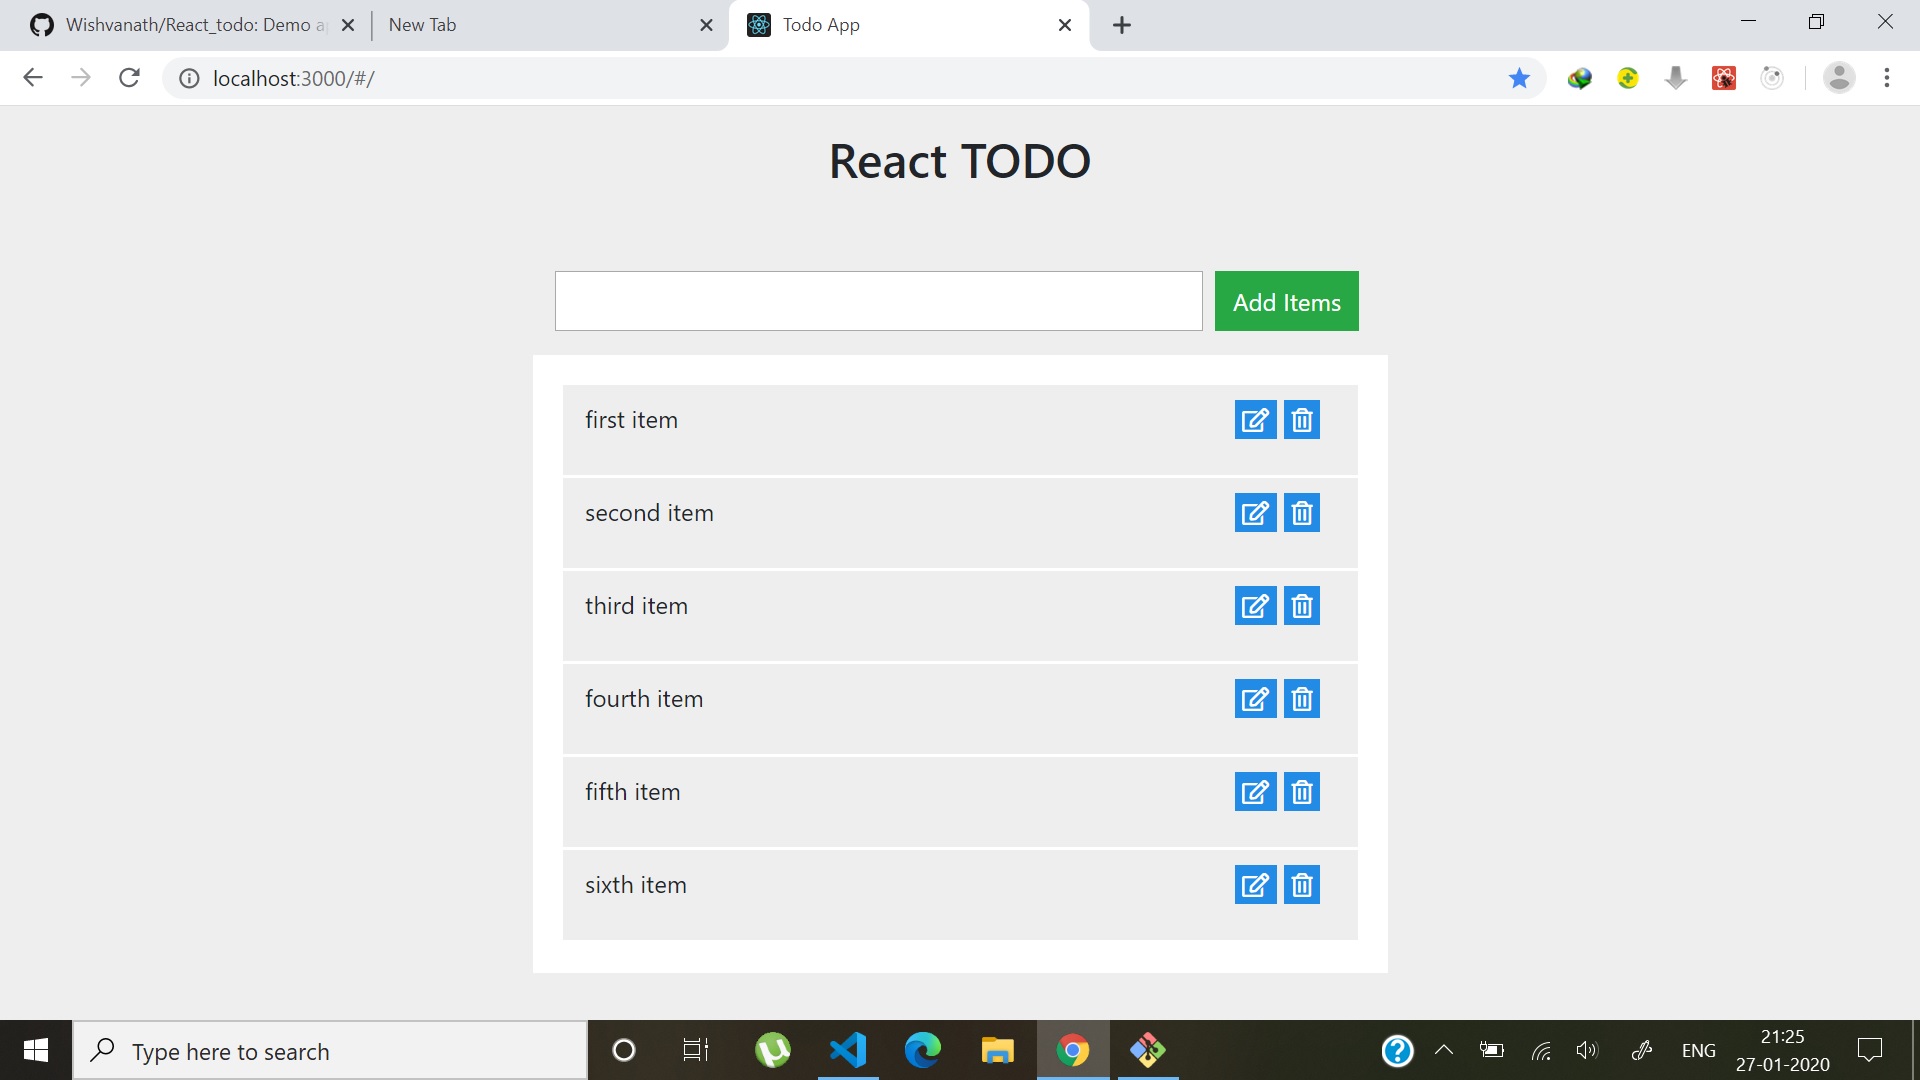 Wishvanath/React_todo: Demo a
New Tab
Todo App
localhost:3000/#/
React TODO
Add Items
first item
second item
third item
fourth item
fifth item
sixth item
Type here to search
ENG
21:25
27-01-2020